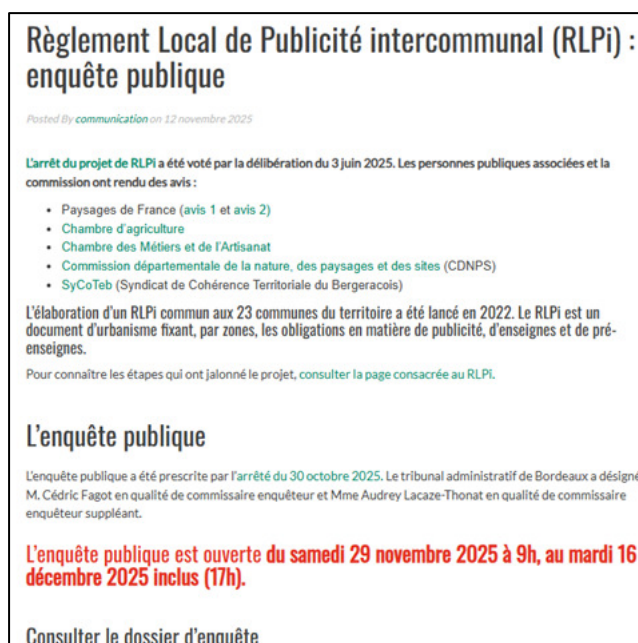 Règlement Local de Publicité intercommunal (RLPi) :
enquête publique
Posted By communication on 12 novembre 2025
L'arrêt du projet de RLPi a été voté par la délibération du 3 juin 2025. Les personnes publiques associées et la
commission ont rendu des avis :
• Paysages de France (avis 1 et avis 2)
• Chambre d'agriculture
• Chambre des Métiers et de l'Artisanat
• Commission départementale de la nature, des paysages et des sites (CDNPS)
• SyCoTeb (Syndicat de Cohérence Territoriale du Bergeracois)
L'élaboration d'un RLPi commun aux 23 communes du territoire a été lancé en 2022. Le RLPi est un
document d'urbanisme fixant, par zones, les obligations en matière de publicité, d'enseignes et de pré-
enseignes.
Pour connaître les étapes qui ont jalonné le projet, consulter la page consacrée au RLPi.
L'enquête publique
L'enquête publique a été prescrite par l'arrêté du 30 octobre 2025. Le tribunal administratif de Bordeaux a désigné
M. Cédric Fagot en qualité de commissaire enquêteur et Mme Audrey Lacaze-Thonat en qualité de commissaire
enquêteur suppléant.
L'enquête publique est ouverte du samedi 29 novembre 2025 à 9h, au mardi 16
décembre 2025 inclus (17h).
Consulter le dossier d'enquête